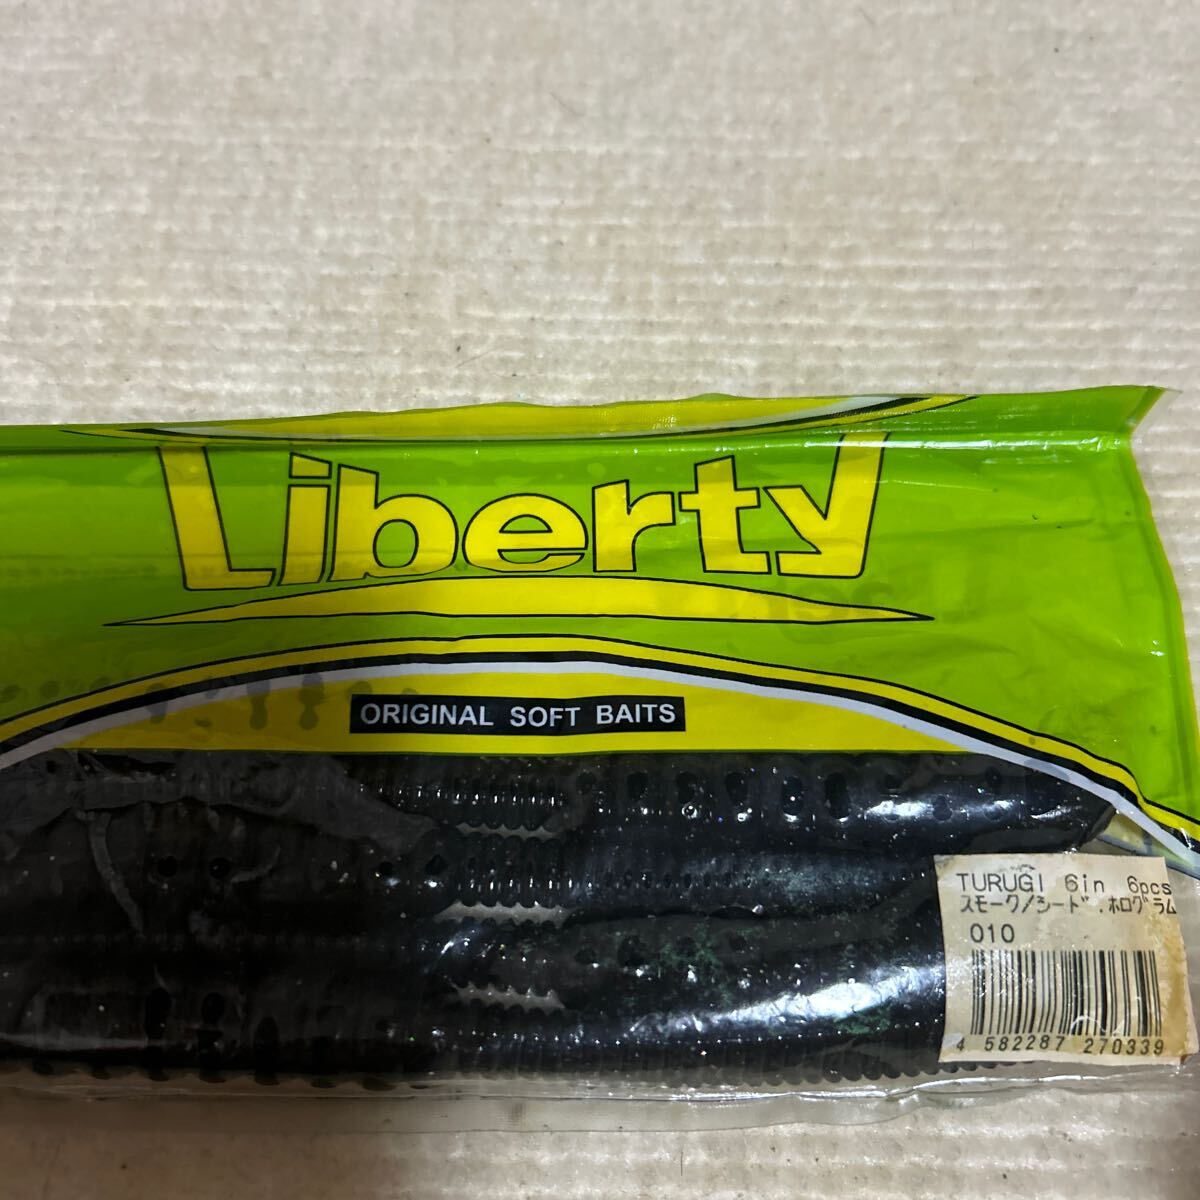 Liberty
ORIGINAL SOFT BAITS
TURUGI 6in 6pcs
スモーク/シード.ホログラム
010
4 582287 270339